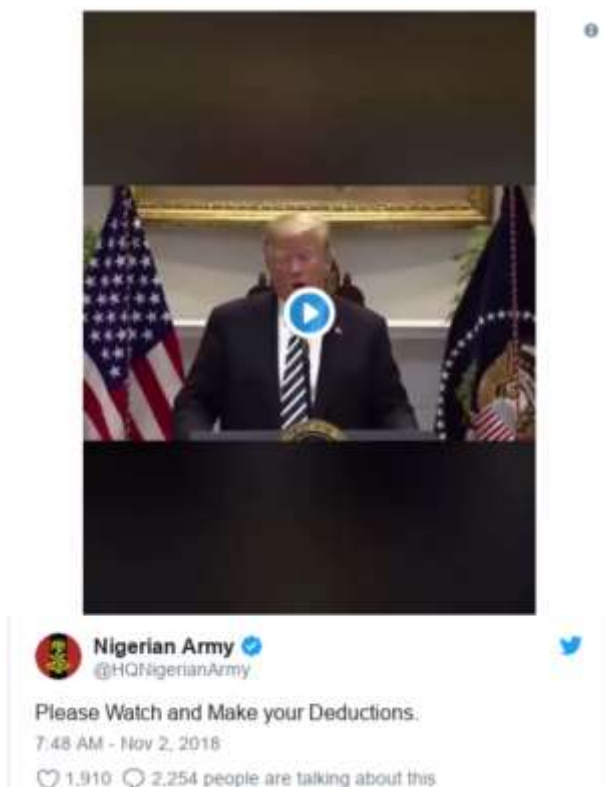 Nigerian Army
@HQNigerianArmy
Please Watch and Make your Deductions.
7:48 AM - Nov 2, 2018
1,910 2,254 people are talking about this